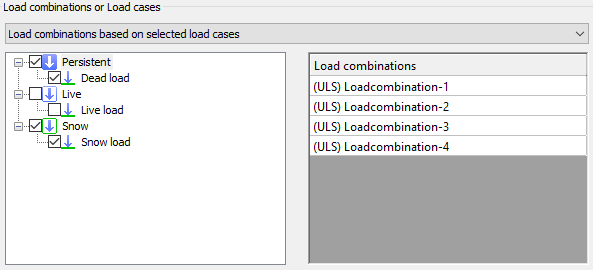 Load combinations or Load cases
Load combinations based on selected load cases
Persistent
Dead load
Live
Live load
Snow
Snow load
Load combinations
(ULS) Loadcombination-1
(ULS) Loadcombination-2
(ULS) Loadcombination-3
(ULS) Loadcombination-4